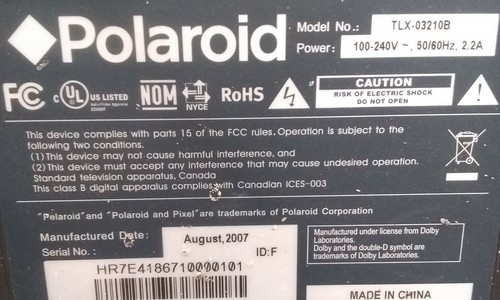 Polaroid
Model No.: TLX-03210B
Power: 100-240V ~, 50/60Hz, 2.2A
FC c UL US LISTED NOM NYCE RoHS
CAUTION
RISK OF ELECTRIC SHOCK
DO NOT OPEN
This device complies with parts 15 of the FCC rules. Operation is subject to the
following two conditions.
(1) This device may not cause harmful interference, and
(2) This device must accept any interference that may cause undesired operation.
Standard television apparatus, Canada
This class B digital apparalus complies with Canadian ICES-003
"Pelaroid" and "Polaroid and Pixel" are trademarks of Polaroid Corporation
Manufactured Date: August,2007
Serial No.: ID:F
HR7E4186710000101
Manufactured under license from Dolby
Laboratories.
Dolby and the double-D symbol are
trademarks of Dolby Laboratories.
MADE IN CHINA